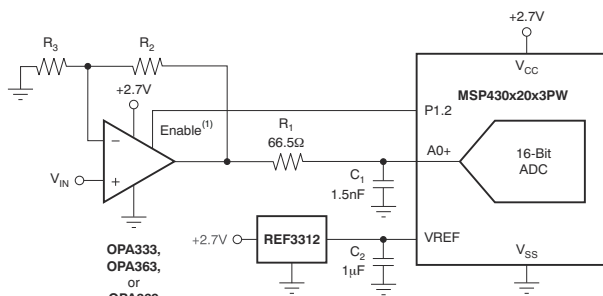 +2.7V
R3
R2
VCC
+2.7V
MSP430x20x3PW
Enable(1)
P1.2
R1
66.5Ω
A0+
16-Bit
ADC
VIN
C1
1.5nF
+2.7V
REF3312
VREF
C2
1μF
VSS
OPA333,
OPA363,
or